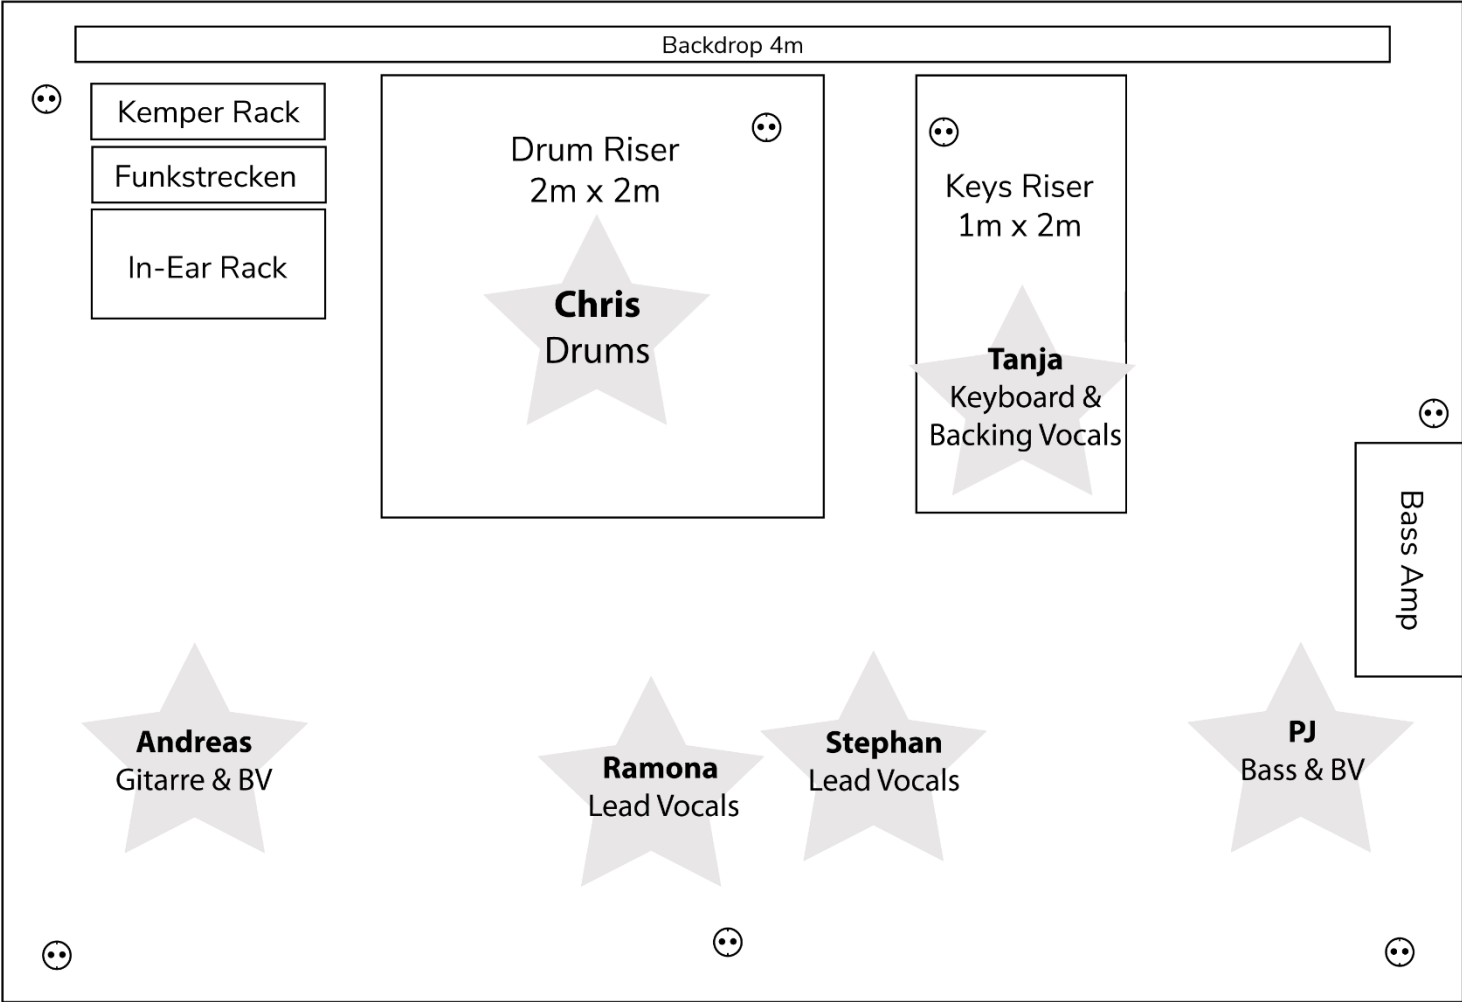 Backdrop 4m
Kemper Rack
Funkstrecken
In-Ear Rack
Drum Riser
2m x 2m
Chris
Drums
Keys Riser
1m x 2m
Tanja
Keyboard &
Backing Vocals
Bass Amp
Andreas
Gitarre & BV
Ramona
Lead Vocals
Stephan
Lead Vocals
PJ
Bass & BV